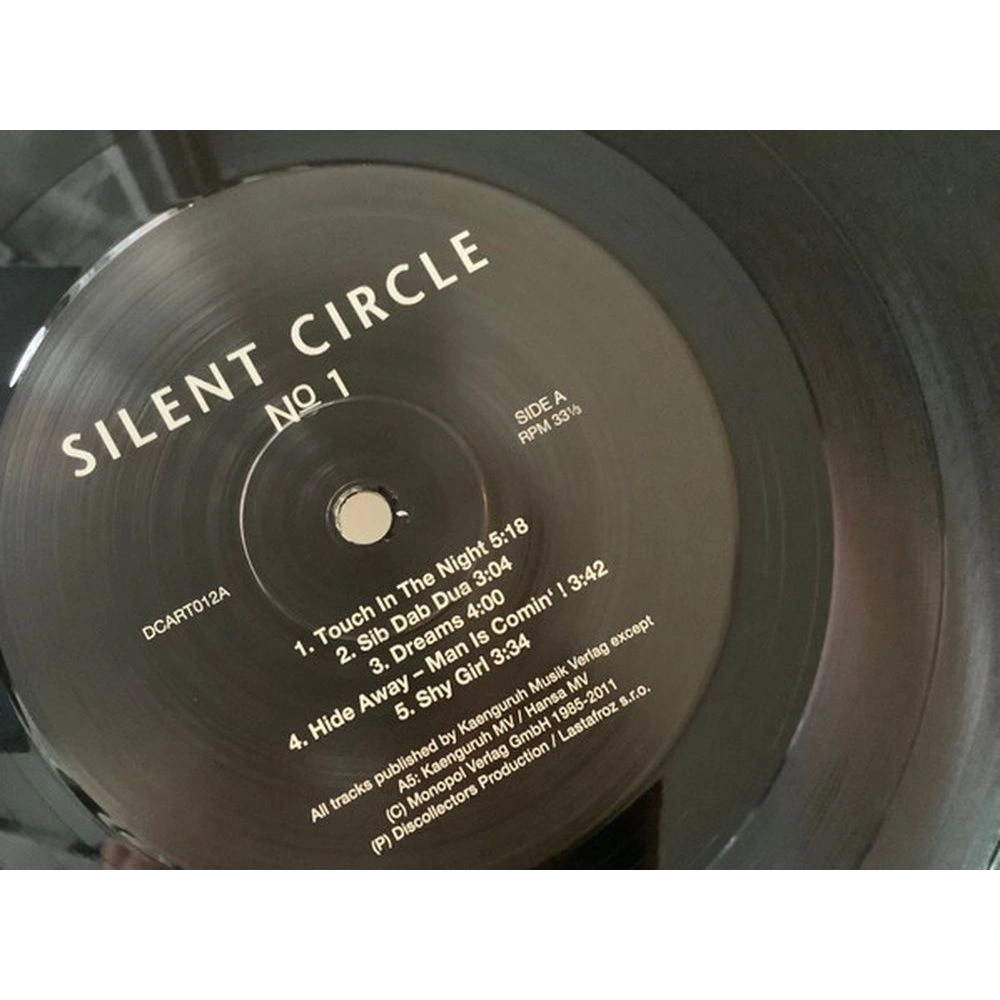 SILENT CIRCLE
Nº 1
SIDE A
RPM 33⅓
DCART012A
1. Touch In The Night 5:18
2. Sib Dab Dua 3:04
3. Dreams 4:00
4. Hide Away – Man Is Comin' ! 3:42
5. Shy Girl 3:34
All tracks published by Kaenguruh Musik Verlag except
A5: Kaenguruh MV / Hansa MV
(C) Monopol Verlag GmbH 1985-2011
(P) Discollectors Production / Lastafroz s.r.o.